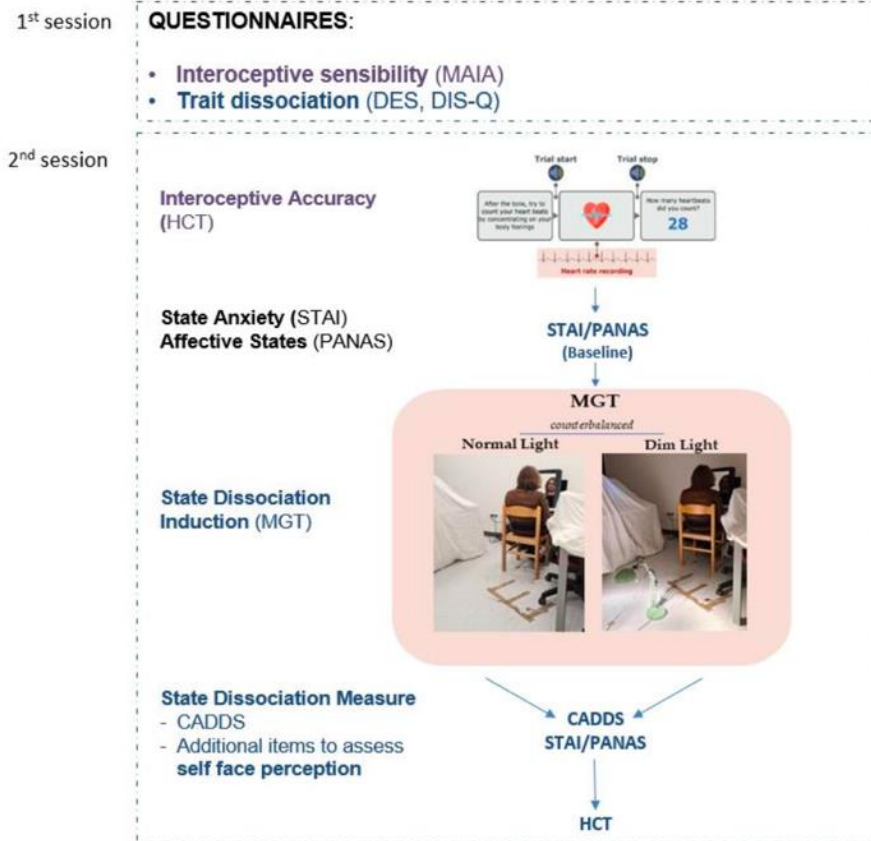 1st session
QUESTIONNAIRES:
• Interoceptive sensibility (MAIA)
• Trait dissociation (DES, DIS-Q)
2nd session
Trial start
Trial stop
Interoceptive Accuracy
(HCT)
After the tone, try to
count your heart beats
by concentrating on your
body feelings
How many heartbeats
did you count?
28
Heart rate recording
State Anxiety (STAI)
Affective States (PANAS)
STAI/PANAS
(Baseline)
MGT
counterbalanced
Normal Light
Dim Light
State Dissociation
Induction (MGT)
State Dissociation Measure
- CADDS
- Additional items to assess
self face perception
CADDS
STAI/PANAS
HCT